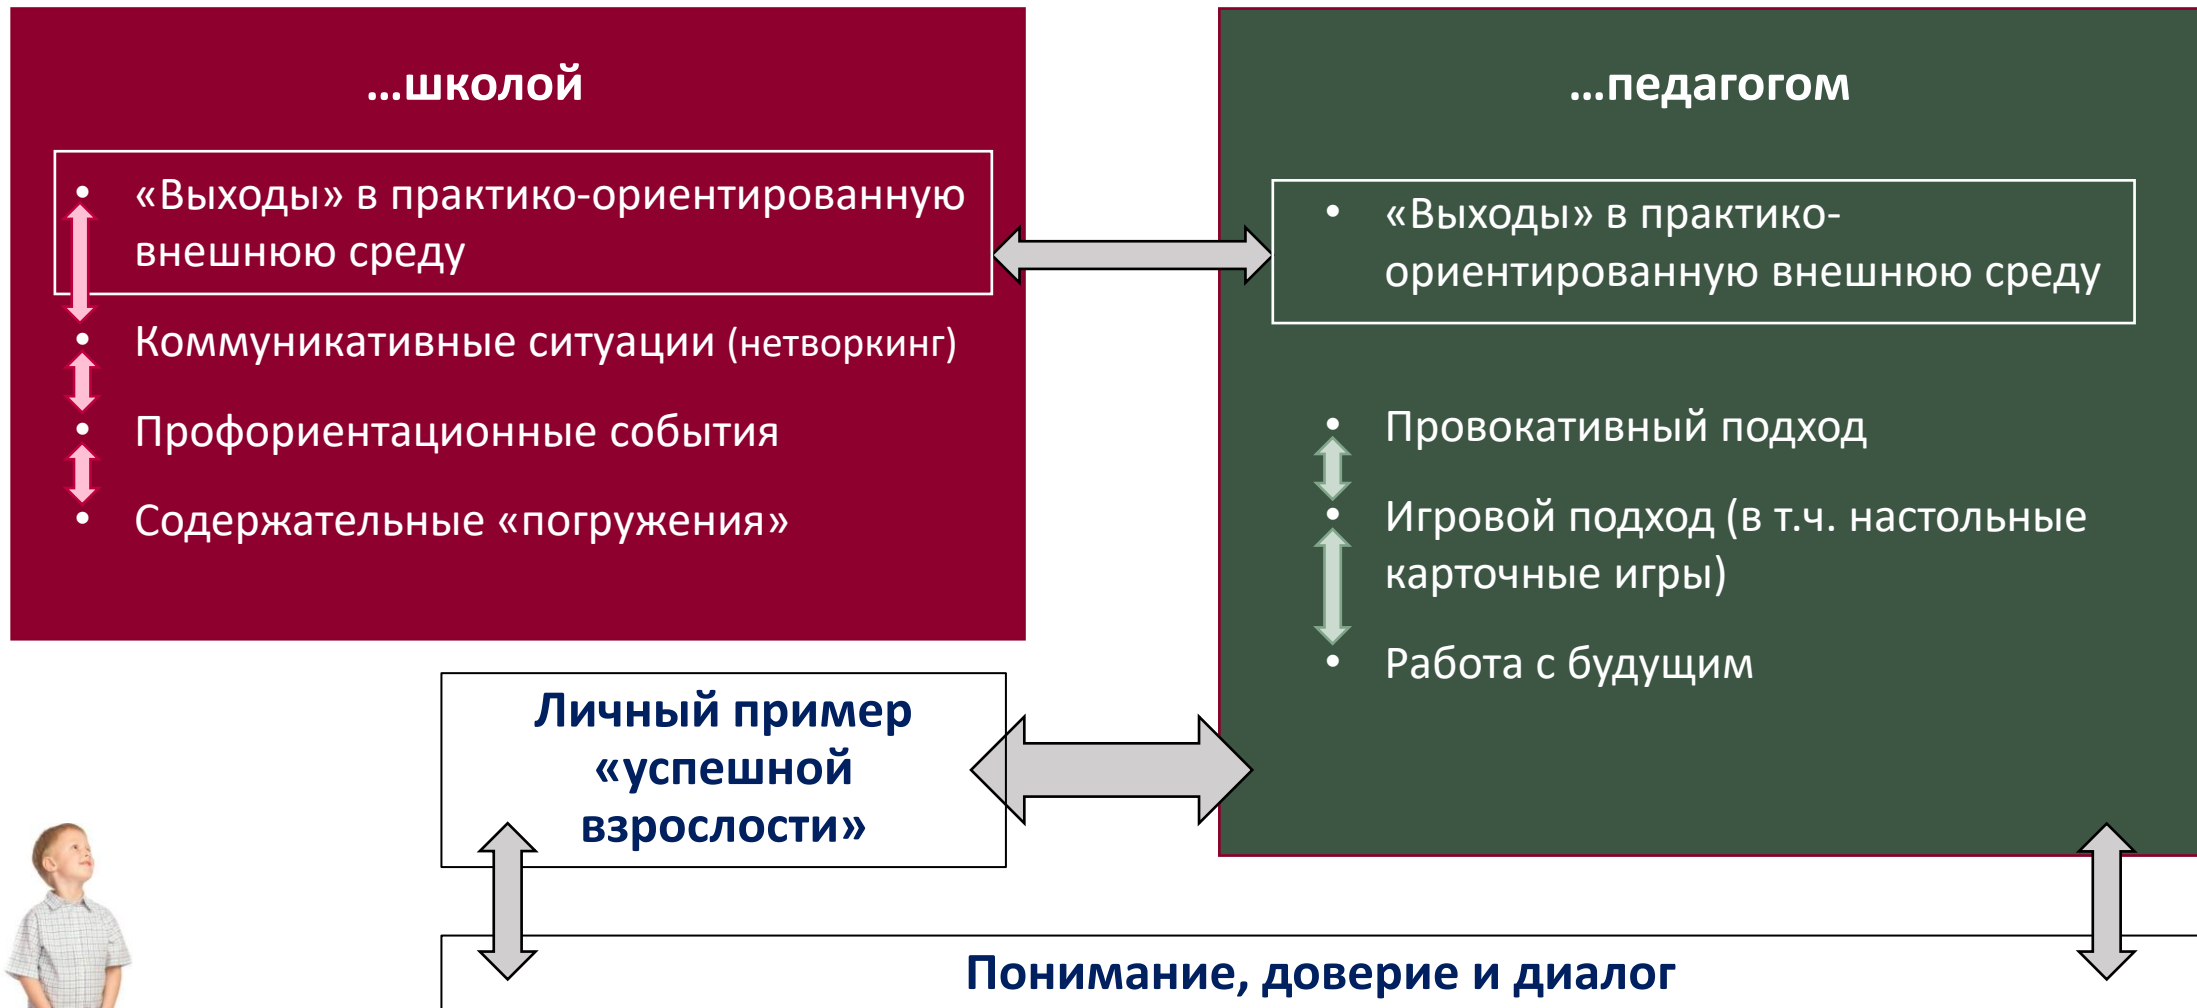 …школой
• «Выходы» в практико-ориентированную
внешнюю среду
• Коммуникативные ситуации (нетворкинг)
• Профориентационные события
• Содержательные «погружения»
…педагогом
• «Выходы» в практико-
ориентированную внешнюю среду
• Провокативный подход
• Игровой подход (в т.ч. настольные
карточные игры)
• Работа с будущим
Личный пример
«успешной
взрослости»
Понимание, доверие и диалог